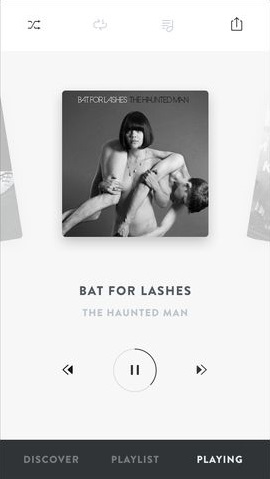 BAT FOR LASHES THE HAUNTED MAN
BAT FOR LASHES
THE HAUNTED MAN
DISCOVER PLAYLIST PLAYING